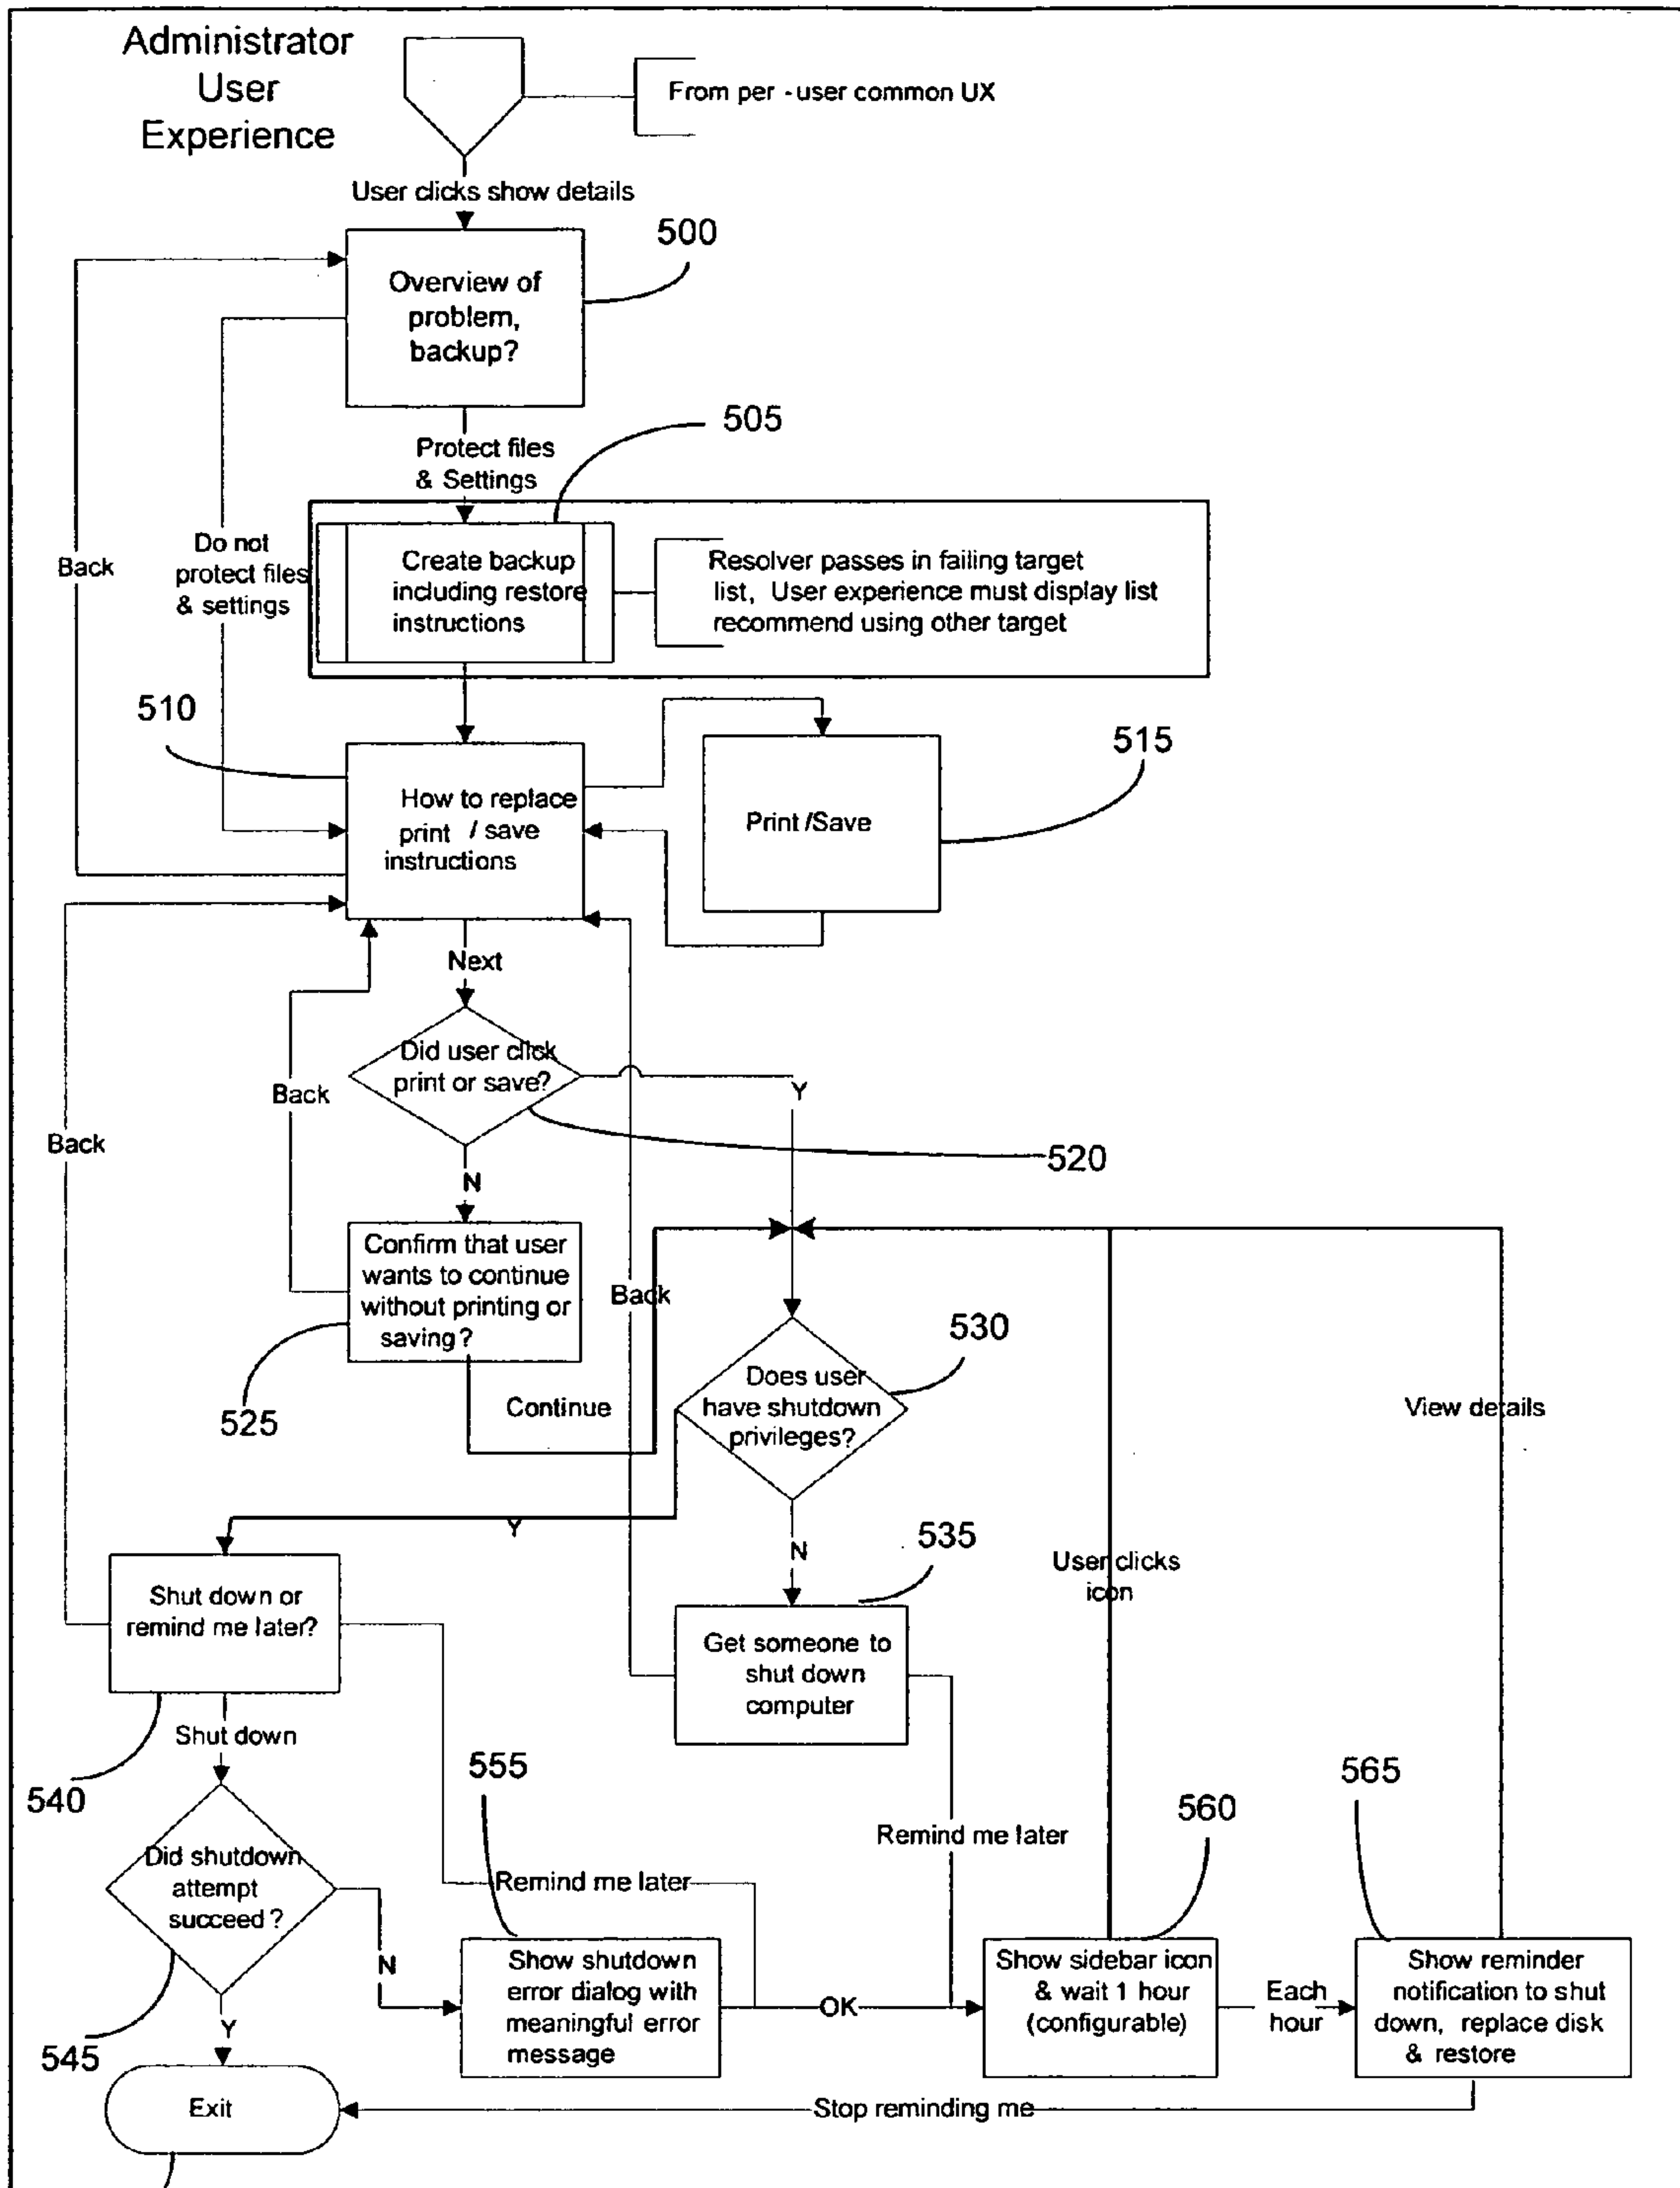 Administrator
User
Experience
From per - user common UX
User clicks show details
500
Overview of
problem,
backup?
505
Protect files
& Settings
Back
Do not
protect files
& settings
Create backup
including restore
instructions
Resolver passes in failing target
list, User experience must display list
recommend using other target
510
515
How to replace
print / save
instructions
Print /Save
Next
Did user click
print or save?
Y
Back
Back
520
N
Confirm that user
wants to continue
without printing or
saving?
Back
530
525
Continue
Does user
have shutdown
privileges?
View details
Y
535
N
User clicks
icon
Shut down or
remind me later?
Get someone to
shut down
computer
Shut down
540
555
565
560
Remind me later
Did shutdown
attempt
succeed?
Remind me later
N
Show shutdown
error dialog with
meaningful error
message
OK
Show sidebar icon
& wait 1 hour
(configurable)
Each
hour
Show reminder
notification to shut
down, replace disk
& restore
Y
545
Exit
Stop reminding me